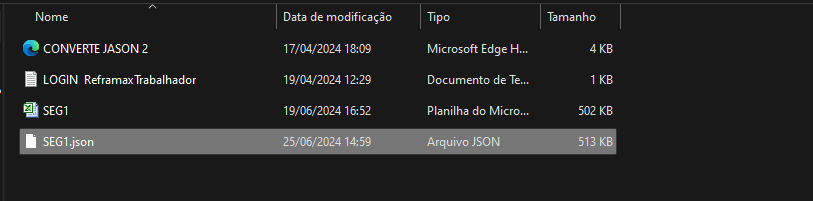 Nome Data de modificação Tipo Tamanho
CONVERTE JASON 2 17/04/2024 18:09 Microsoft Edge H... 4 KB
LOGIN ReframaxTrabalhador 19/04/2024 12:29 Documento de Te... 1 KB
SEG1 19/06/2024 16:52 Planilha do Micro... 502 KB
SEG1.json 25/06/2024 14:59 Arquivo JSON 513 KB